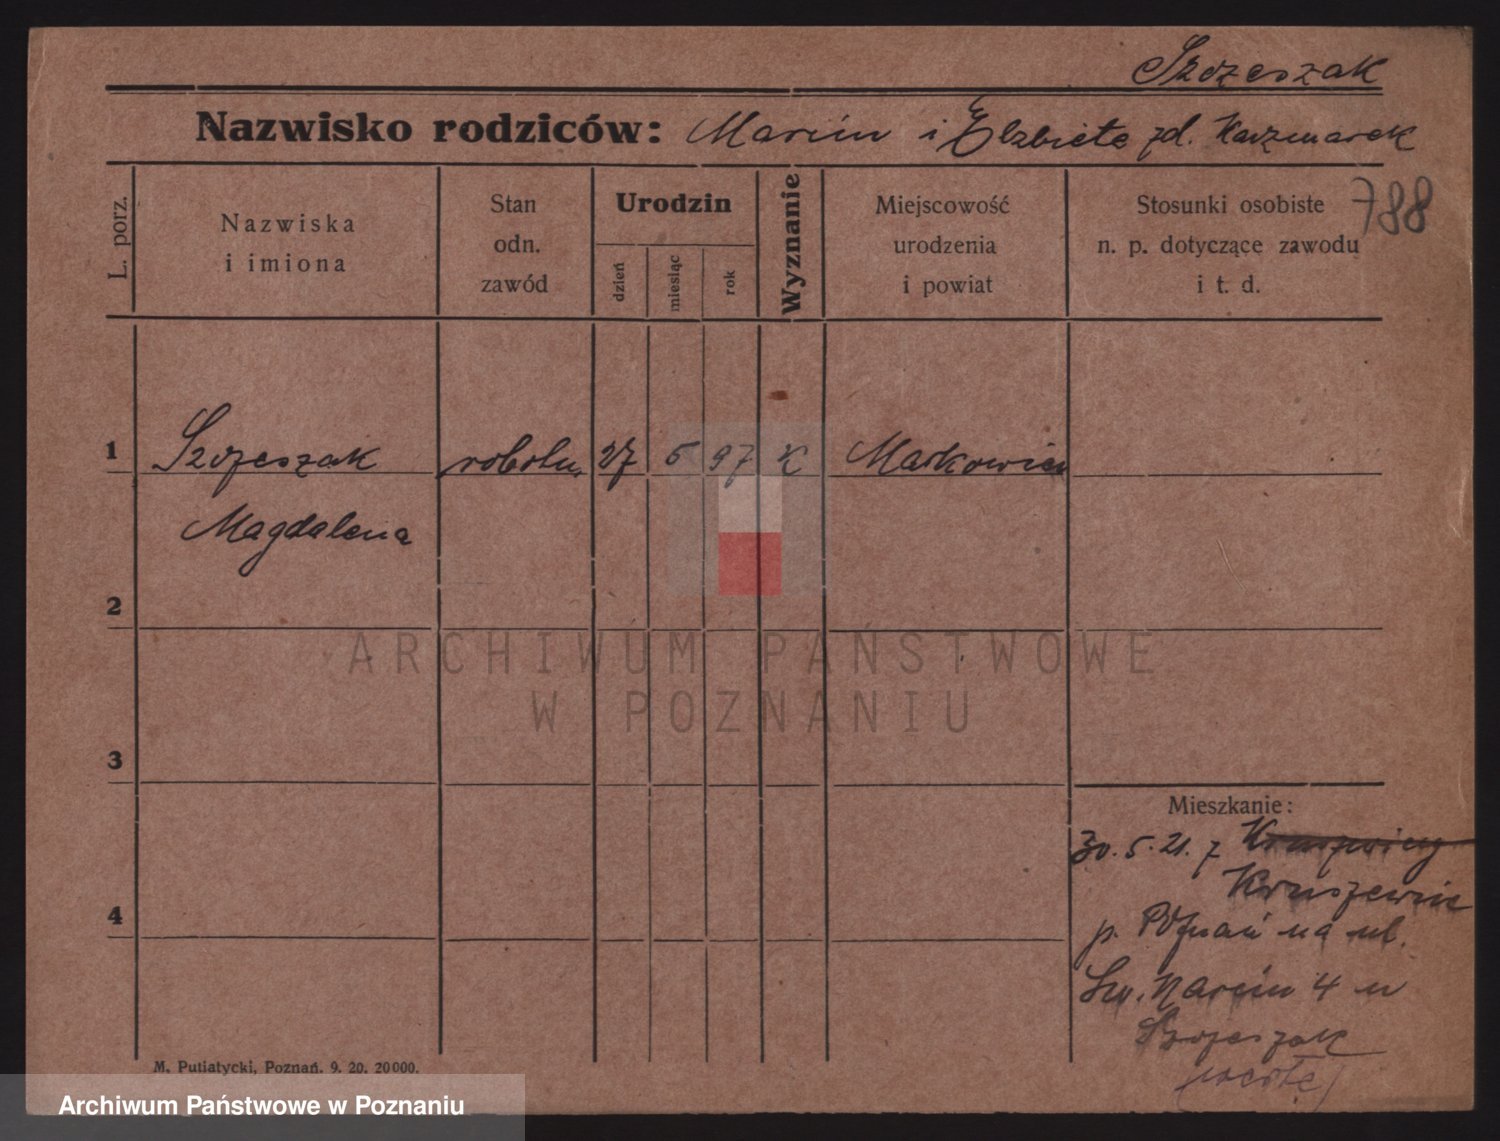 Szczeszak
Nazwisko rodziców: Marcin i Elzbieta zd. Kaczmarek
788
L. porz.
Nazwiska
i imiona
Stan
odn.
zawód
Urodzin
dzień
miesiąc
rok
Wyznanie
Miejscowość
urodzenia
i powiat
Stosunki osobiste
n. p. dotyczące zawodu
i t. d.
1 Szczeszak robotn. 27 5 97 K Markowice
Magdalena
2
3
4
Mieszkanie:
30.5.21. z
Kruszewnie
p. Poznań na ul.
Św. Marcin 4 u
Szczeszak
M. Putiatycki, Poznań. 9. 20. 20000.
ARCHIWUM PAŃSTWOWE
W POZNANIU
Archiwum Państwowe w Poznaniu